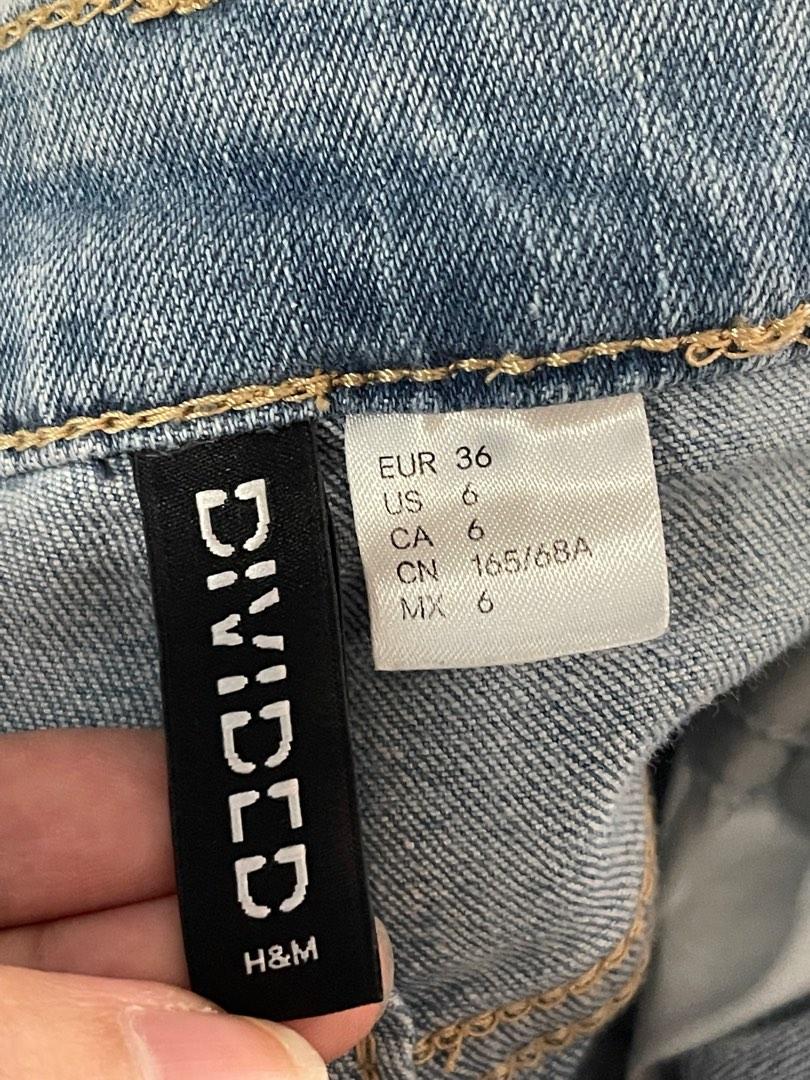 DIVIDED
H&M
EUR 36
US 6
CA 6
CN 165/68A
MX 6